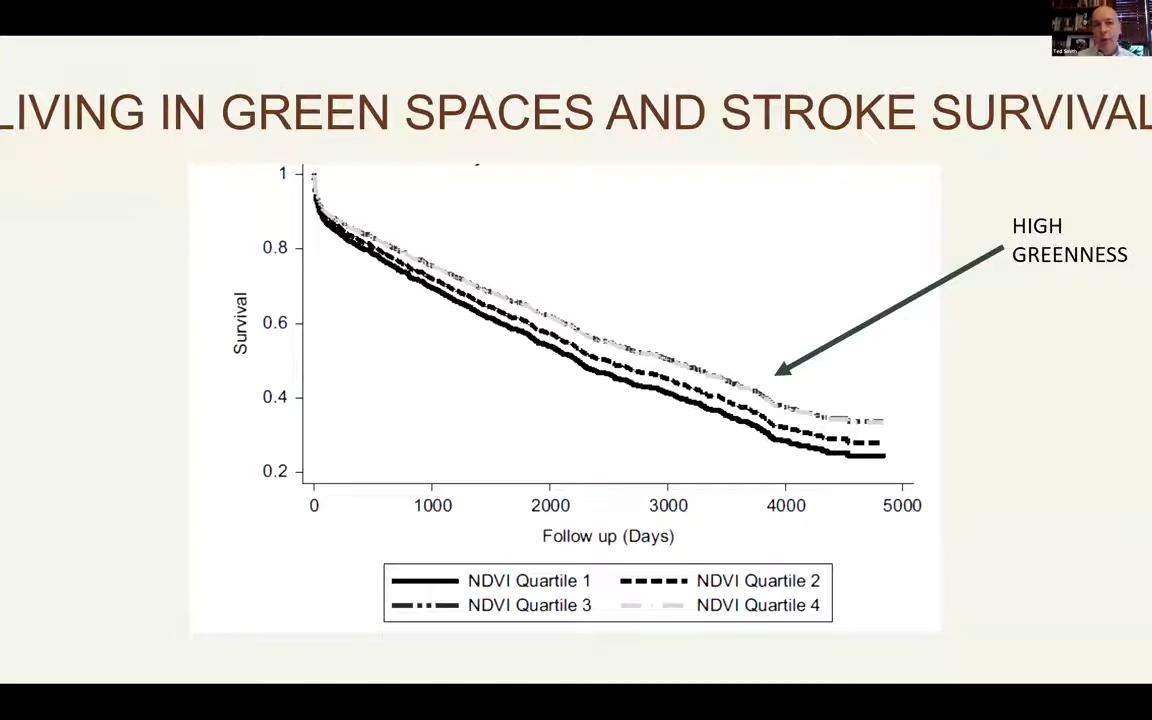 Ted Smith
LIVING IN GREEN SPACES AND STROKE SURVIVAL
HIGH
GREENNESS
1
0.8
0.6
0.4
0.2
Survival
0 1000 2000 3000 4000 5000
Follow up (Days)
NDVI Quartile 1 NDVI Quartile 2
NDVI Quartile 3 NDVI Quartile 4